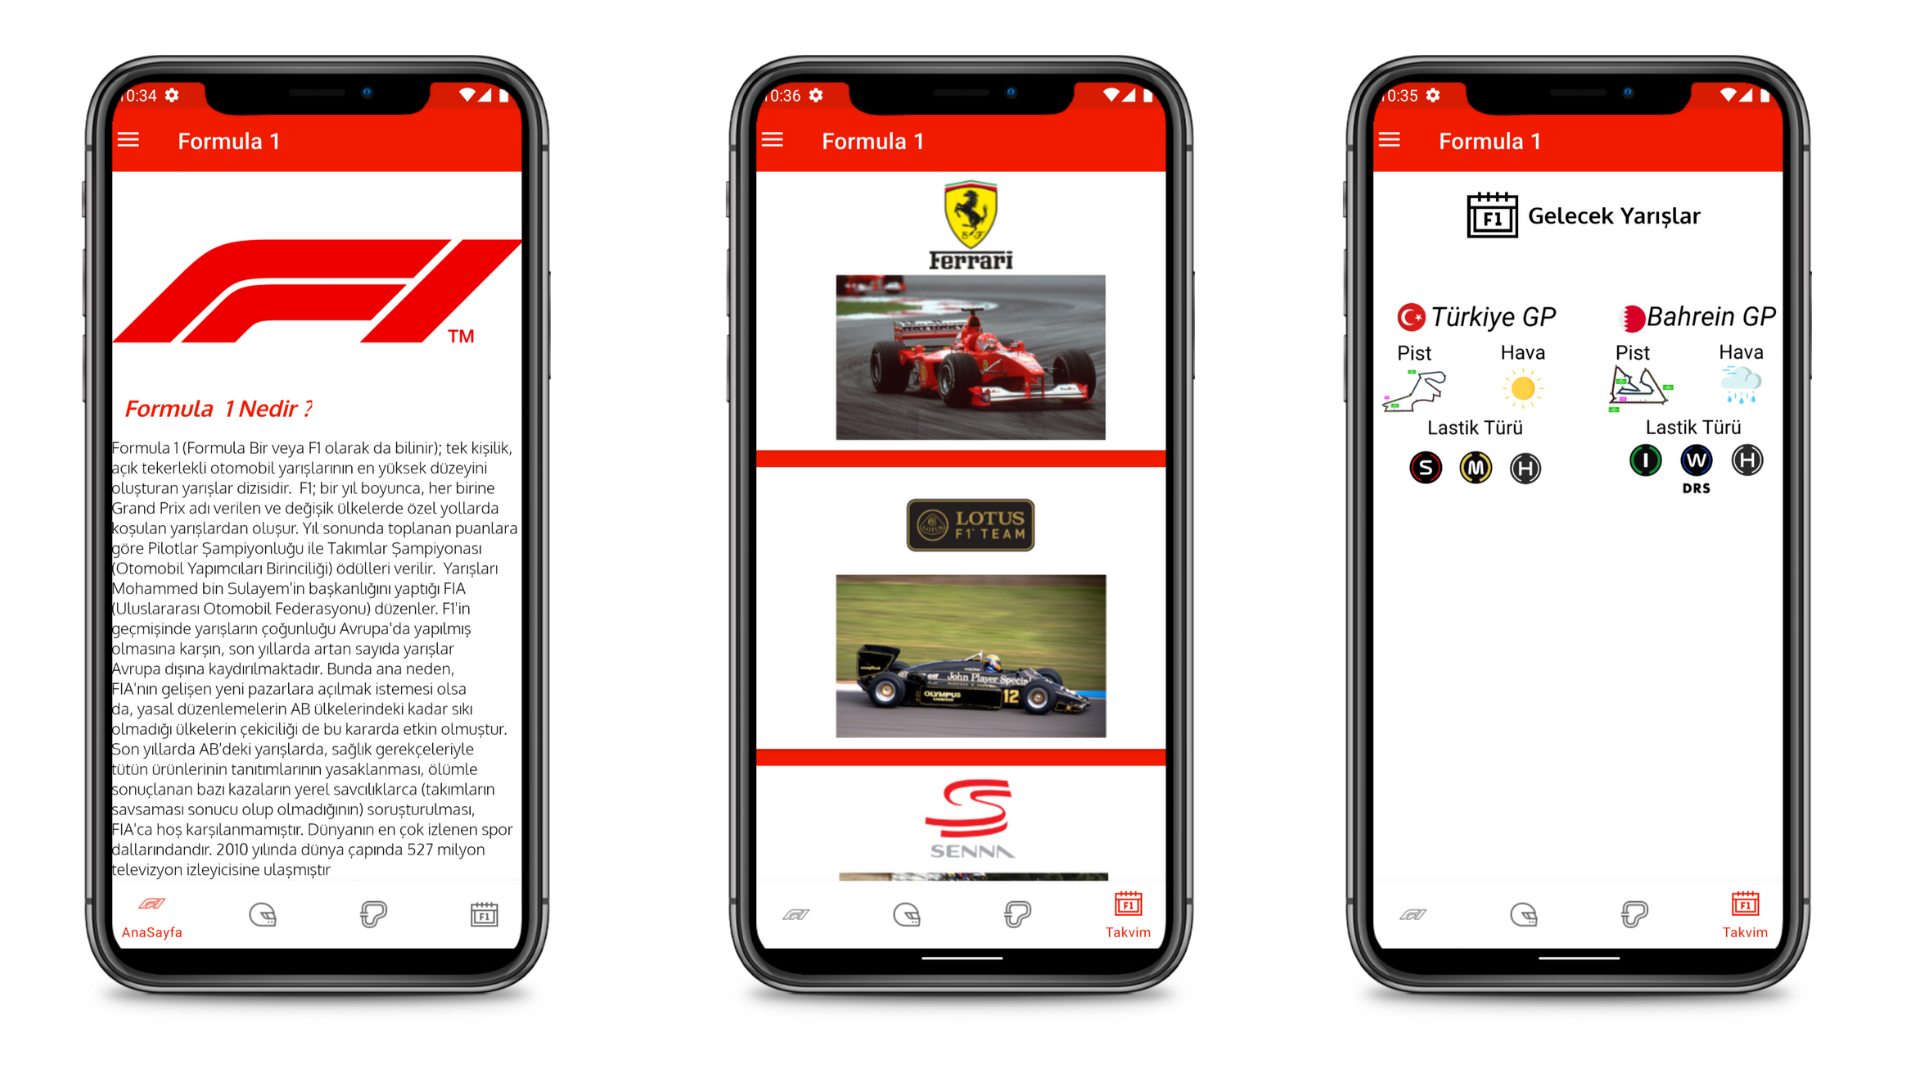 0:34
Formula 1
TM
Formula 1 Nedir ?
Formula 1 (Formula Bir veya F1 olarak da bilinir); tek kişilik,
açık tekerlekli otomobil yarışlarının en yüksek düzeyini
oluşturan yarışlar dizisidir. F1; bir yıl boyunca, her birine
Grand Prix adı verilen ve değişik ülkelerde özel yollarda
koşulan yarışlardan oluşur. Yıl sonunda toplanan puanlara
göre Pilotlar Şampiyonluğu ile Takımlar Şampiyonası
(Otomobil Yapımcıları Birinciliği) ödülleri verilir. Yarışları
Mohammed bin Sulayem'in başkanlığını yaptığı FIA
(Uluslararası Otomobil Federasyonu) düzenler. F1'in
geçmişinde yarışların çoğunluğu Avrupa'da yapılmış
olmasına karşın, son yıllarda artan sayıda yarışlar
Avrupa dışına kaydırılmaktadır. Bunda ana neden,
FIA'nın gelişen yeni pazarlara açılmak istemesi olsa
da, yasal düzenlemelerin AB ülkelerindeki kadar sıkı
olmadığı ülkelerin çekiciliği de bu kararda etkin olmuştur.
Son yıllarda AB'deki yarışlarda, sağlık gerekçeleriyle
tütün ürünlerinin tanıtımlarının yasaklanması, ölümle
sonuçlanan bazı kazaların yerel savcılıklarca (takımların
savsaması sonucu olup olmadığının) soruşturulması,
FIA'ca hoş karşılanmamıştır. Dünyanın en çok izlenen spor
dallarındandır. 2010 yılında dünya çapında 527 milyon
televizyon izleyicisine ulaşmıştır
F1
AnaSayfa
0:36
Formula 1
S F
Ferrari
LOTUS
F1 TEAM
John Player Special
OLYMPUS
12
SENNA
F1
Takvim
0:35
Formula 1
F1 Gelecek Yarışlar
Türkiye GP
Pist Hava
Lastik Türü
S M H
Bahrein GP
Pist Hava
Lastik Türü
I W H
DRS
F1
Takvim